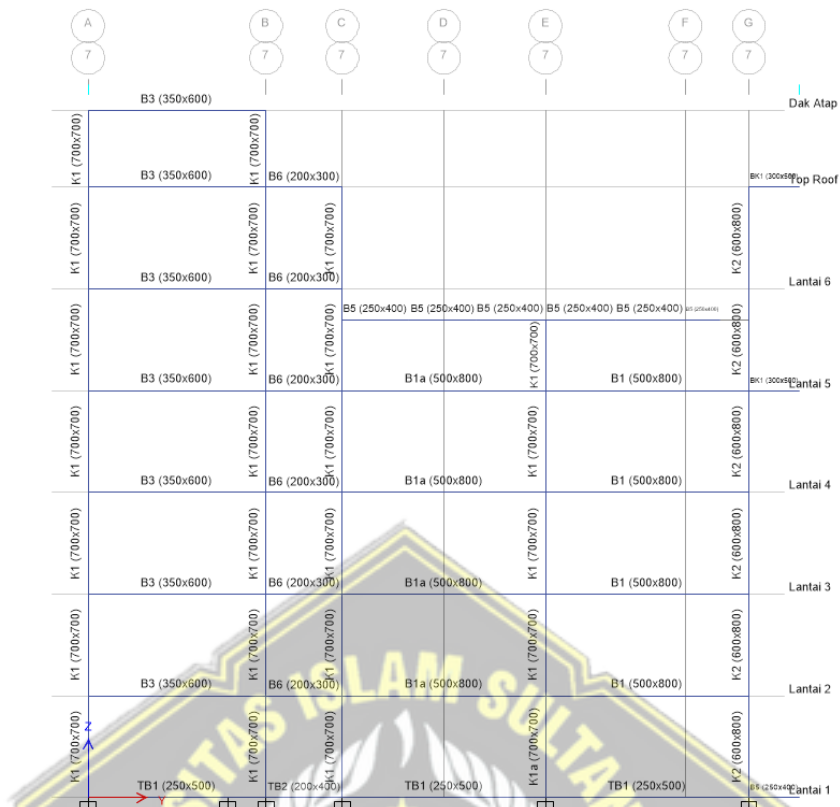 A B C D E F G
7 7 7 7 7 7 7
B3 (350x600) Dak Atap
K1 (700x700) K1 (700x700)
B3 (350x600) B6 (200x300) BK1 (300x500) Top Roof
K1 (700x700) K1 (700x700) K1 (700x700) K2 (600x800)
B3 (350x600) B6 (200x300) Lantai 6
B5 (250x400) B5 (250x400) B5 (250x400) B5 (250x400) B5 (250x400) B5 (250x400)
K1 (700x700) K1 (700x700) K1 (700x700) K1 (700x700) K2 (600x800)
B3 (350x600) B6 (200x300) B1a (500x800) B1 (500x800) BK1 (300x500) Lantai 5
K1 (700x700) K1 (700x700) K1 (700x700) K1 (700x700) K2 (600x800)
B3 (350x600) B6 (200x300) B1a (500x800) B1 (500x800) Lantai 4
K1 (700x700) K1 (700x700) K1 (700x700) K1 (700x700) K2 (600x800)
B3 (350x600) B6 (200x300) B1a (500x800) B1 (500x800) Lantai 3
K1 (700x700) K1 (700x700) K1 (700x700) K1 (700x700) K2 (600x800)
B3 (350x600) B6 (200x300) B1a (500x800) B1 (500x800) Lantai 2
K1 (700x700) K1 (700x700) K1 (700x700) K1a (700x700) K2 (600x800)
Z
TB1 (250x500) TB2 (200x400) TB1 (250x500) TB1 (250x500) B5 (250x400) Lantai 1
Y
ISLAM SULTAN